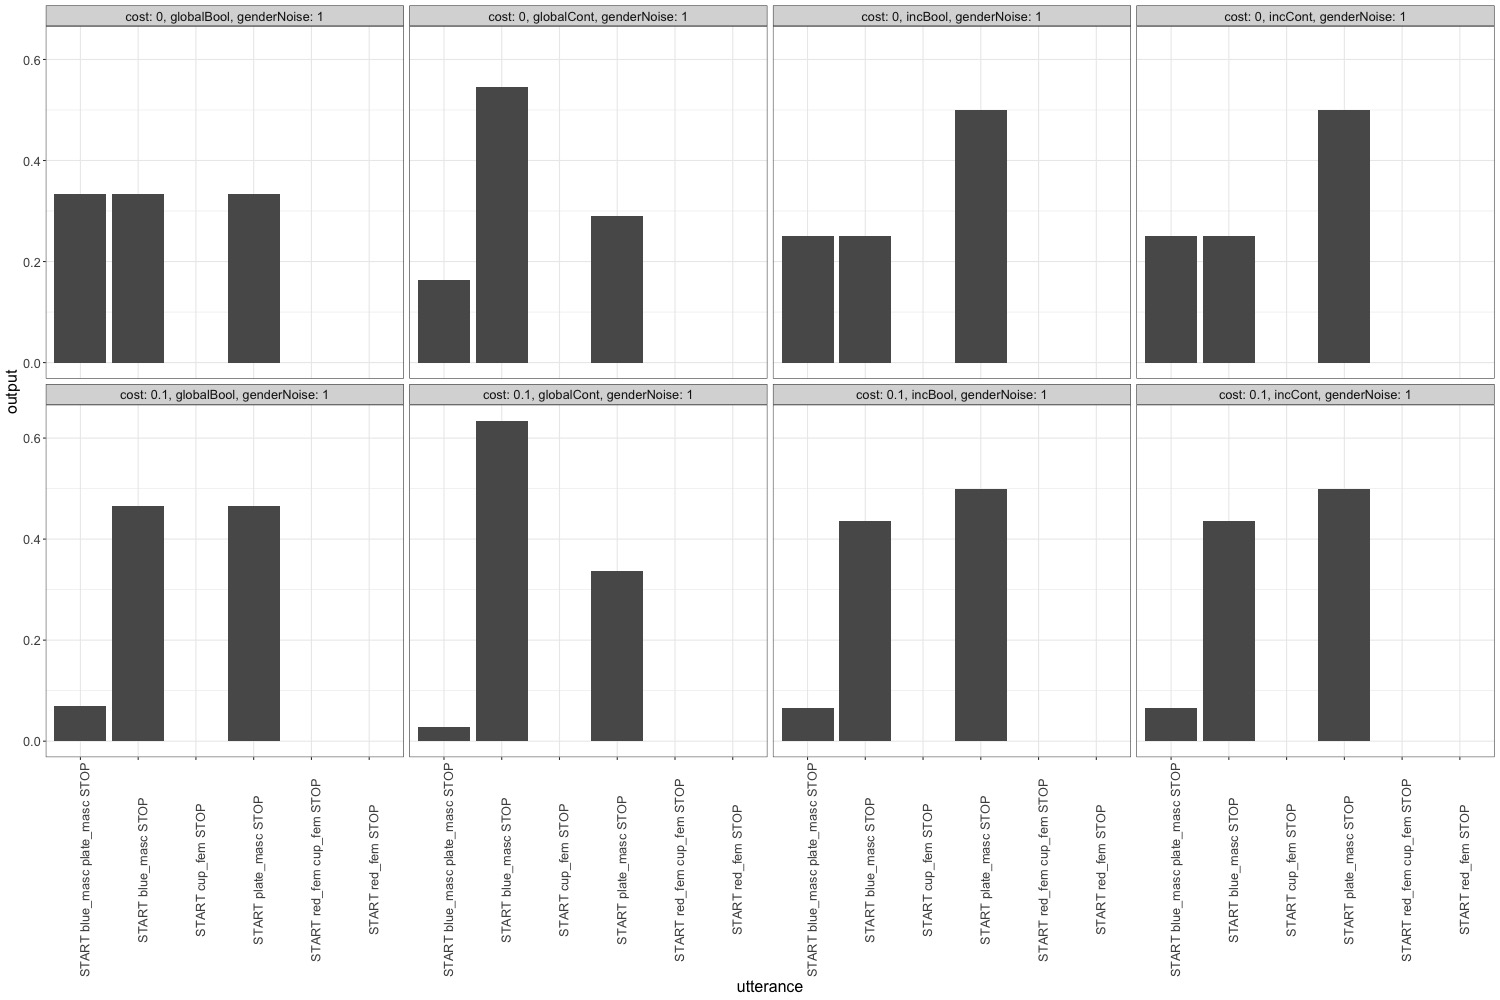 cost: 0, globalBool, genderNoise: 1
cost: 0, globalCont, genderNoise: 1
cost: 0, incBool, genderNoise: 1
cost: 0, incCont, genderNoise: 1
0.6
0.4
0.2
0.0
output
cost: 0.1, globalBool, genderNoise: 1
cost: 0.1, globalCont, genderNoise: 1
cost: 0.1, incBool, genderNoise: 1
cost: 0.1, incCont, genderNoise: 1
0.6
0.4
0.2
0.0
START blue_masc plate_masc STOP
START blue_masc STOP
START cup_fem STOP
START plate_masc STOP
START red_fem cup_fem STOP
START red_fem STOP
START blue_masc plate_masc STOP
START blue_masc STOP
START cup_fem STOP
START plate_masc STOP
START red_fem cup_fem STOP
START red_fem STOP
START blue_masc plate_masc STOP
START blue_masc STOP
START cup_fem STOP
START plate_masc STOP
START red_fem cup_fem STOP
START red_fem STOP
START blue_masc plate_masc STOP
START blue_masc STOP
START cup_fem STOP
START plate_masc STOP
START red_fem cup_fem STOP
START red_fem STOP
utterance